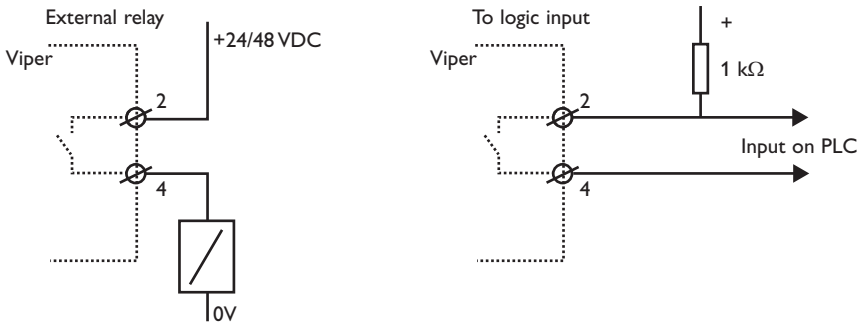 External relay
+24/48 VDC
Viper
2
4
0V
To logic input
Viper
+
1 kΩ
2
Input on PLC
4